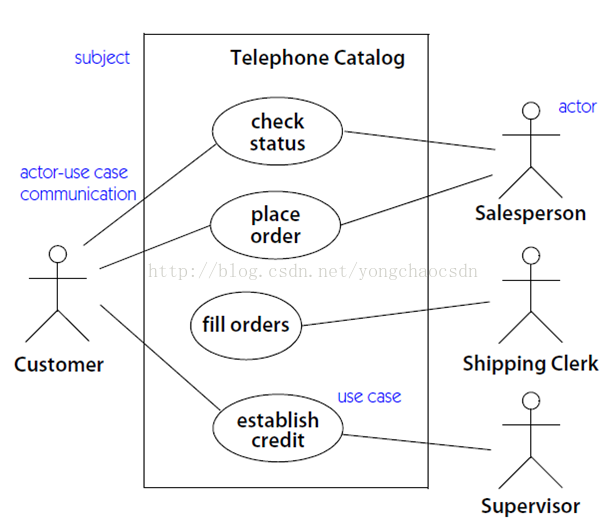 subject
Telephone Catalog
check
status
actor
actor-use case
communication
place
order
Salesperson
http://blog.csdn.net/yongchaocsdn
fill orders
Customer
Shipping Clerk
use case
establish
credit
Supervisor